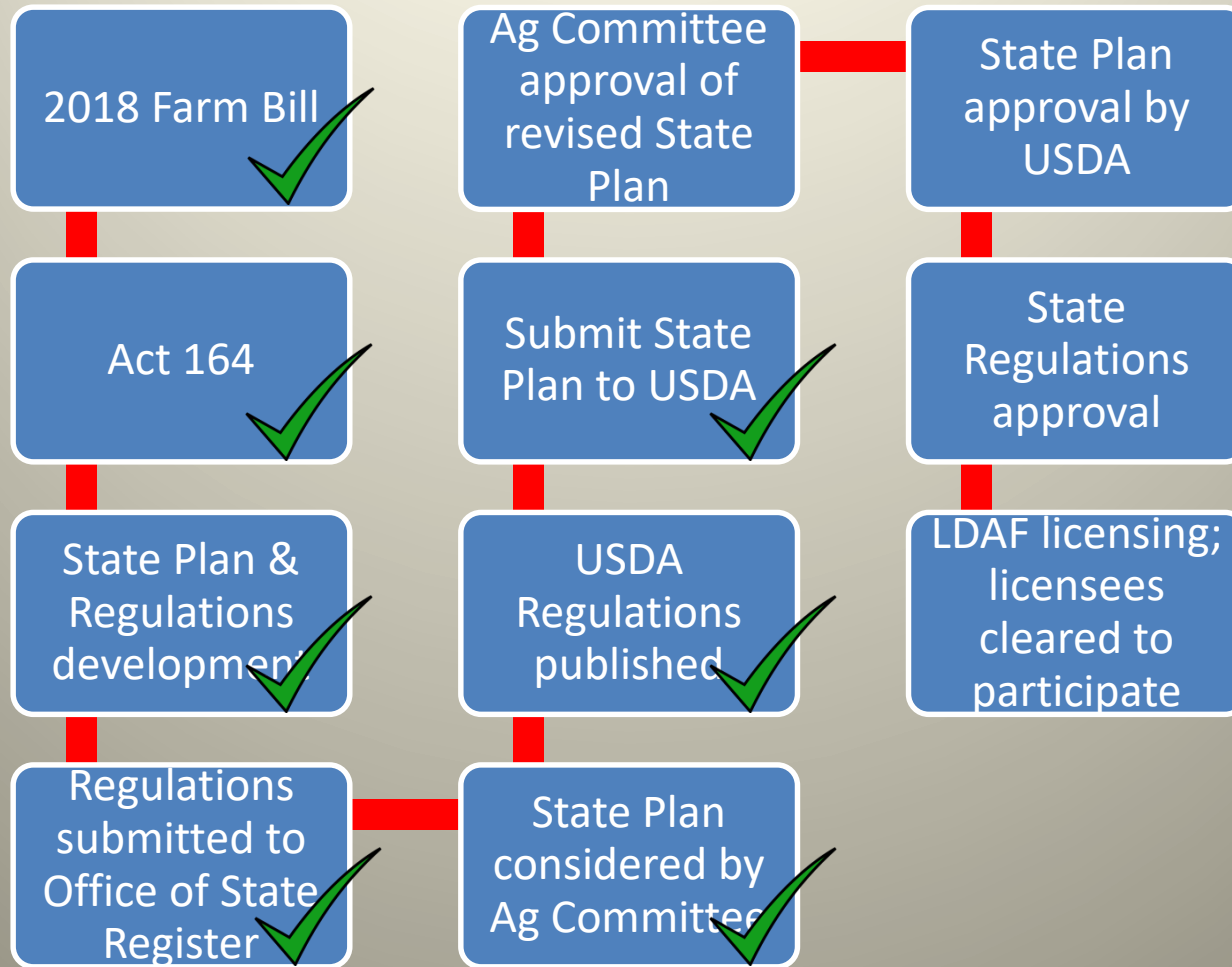 2018 Farm Bill
Act 164
State Plan &
Regulations
development
Regulations
submitted to
Office of State
Register
State Plan
considered by
Ag Committee
USDA
Regulations
published
Submit State
Plan to USDA
Ag Committee
approval of
revised State
Plan
State Plan
approval by
USDA
State
Regulations
approval
LDAF licensing;
licensees
cleared to
participate